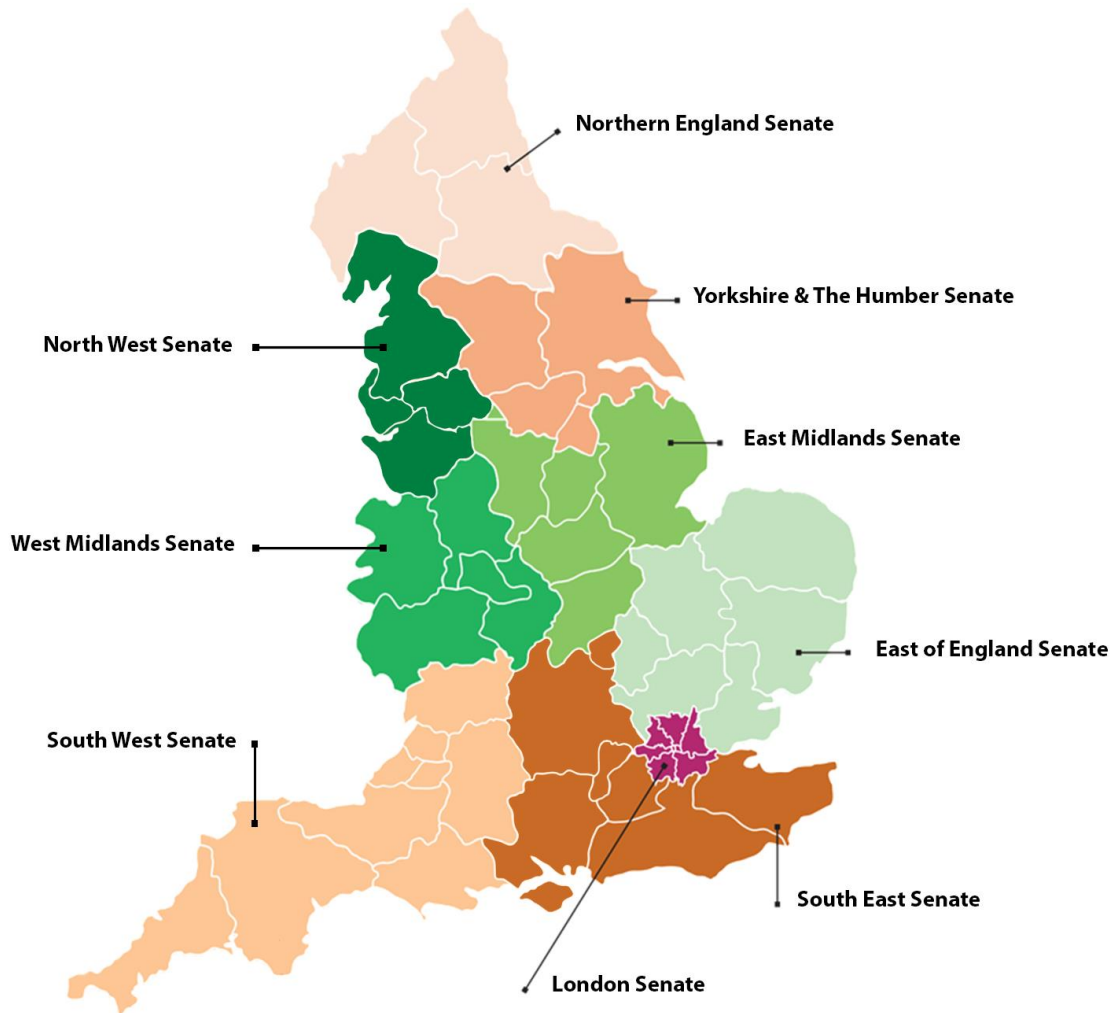 Northern England Senate
Yorkshire & The Humber Senate
North West Senate
East Midlands Senate
West Midlands Senate
East of England Senate
South West Senate
South East Senate
London Senate